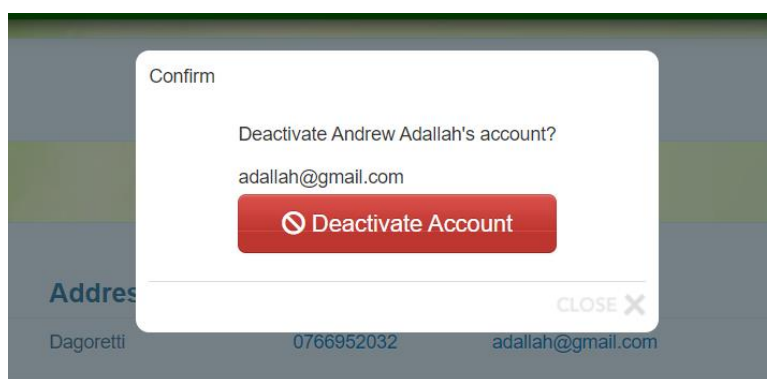 Confirm
Deactivate Andrew Adallah's account?
adallah@gmail.com
Deactivate Account
CLOSE
Addres
Dagoretti 0766952032 adallah@gmail.com